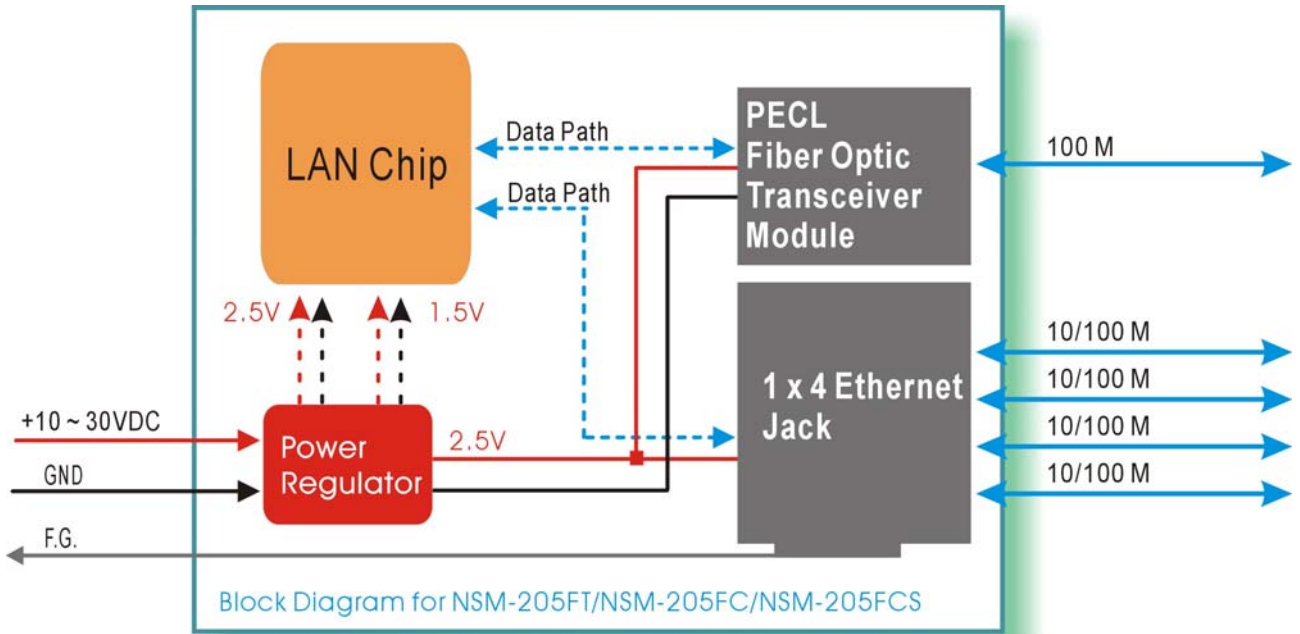 LAN Chip
Data Path
Data Path
PECL
Fiber Optic
Transceiver
Module
100 M
2.5V
1.5V
1 x 4 Ethernet
Jack
10/100 M
10/100 M
10/100 M
10/100 M
+10 ~ 30VDC
GND
Power
Regulator
2.5V
F.G.
Block Diagram for NSM-205FT/NSM-205FC/NSM-205FCS